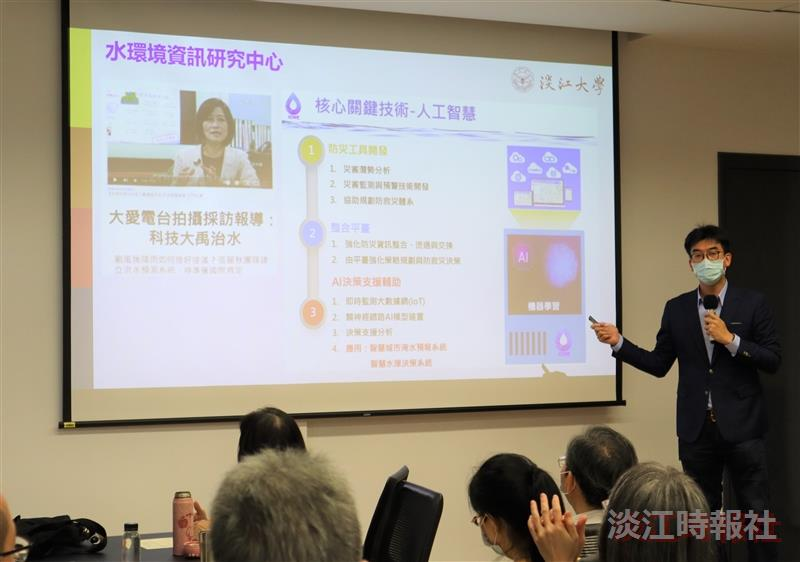 水環境資訊研究中心
淡江大學
核心關鍵技術-人工智慧
1 防災工具開發
1. 災害潛勢分析
2. 災害監測與預警技術開發
3. 協助規劃防救災體系
大愛電台拍攝採訪報導：
科技大禹治水
2 整合平臺
1. 強化防災資訊整合、流通與交換
2. 由平臺強化策略規劃與防救災決策
AI決策支援輔助
3
1. 即時監測大數據網(IoT)
2. 類神經網路AI模型建置
3. 決策支援分析
4. 應用：智慧城市淹水預報系統
智慧水庫決策系統
AI
機器學習
淡江時報社